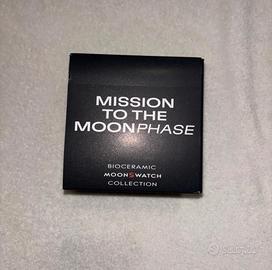 MISSION
TO THE
MOONPHASE
BIOCERAMIC
MOONSWATCH
COLLECTION